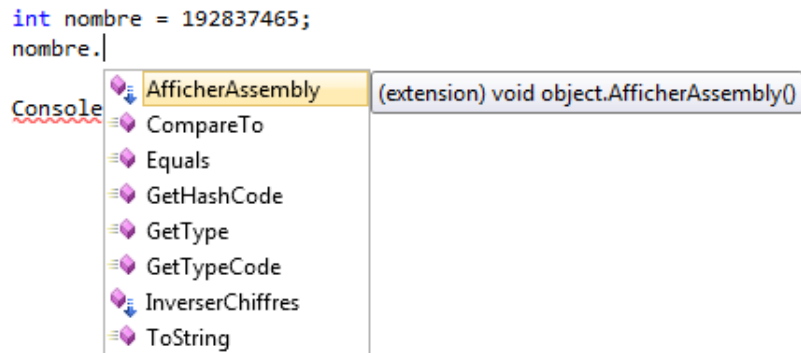 int nombre = 192837465;
nombre.
Console
AfficherAssembly
(extension) void object.AfficherAssembly()
CompareTo
Equals
GetHashCode
GetType
GetTypeCode
InverserChiffres
ToString